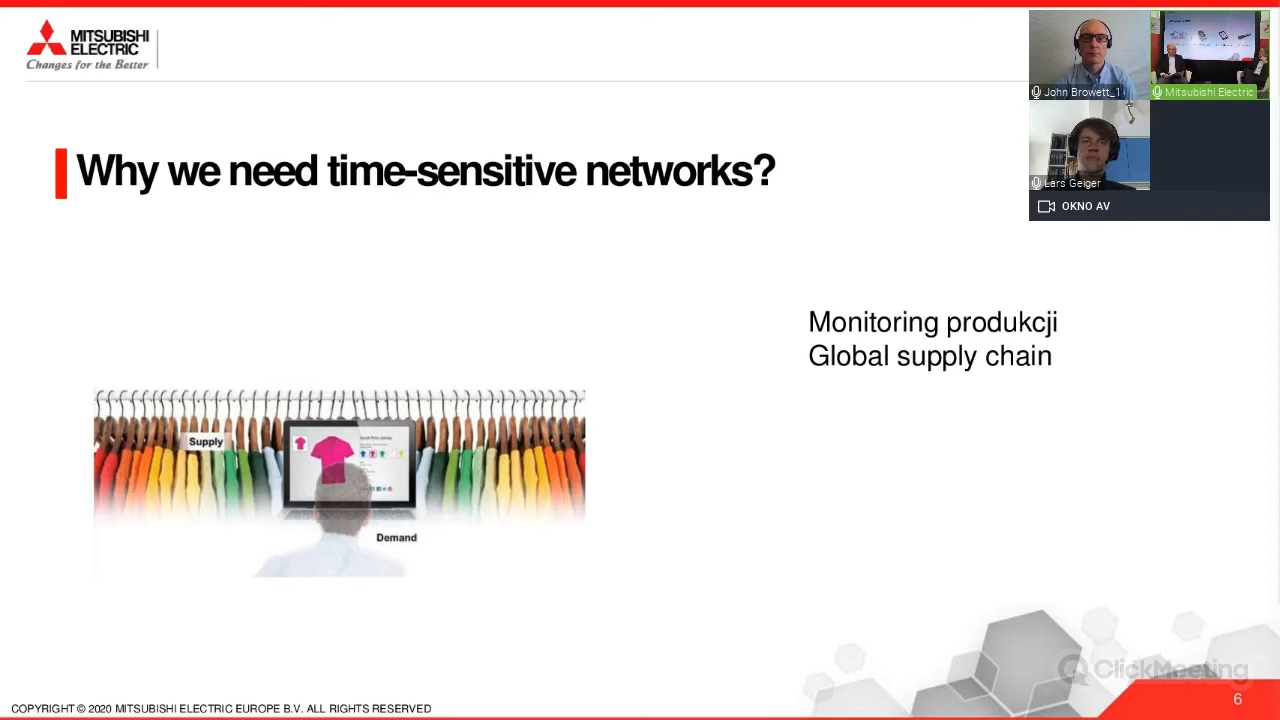 MITSUBISHI
ELECTRIC
Changes for the Better
John Browett_1
Mitsubishi Electric
Lars Geiger
OKNO AV
Why we need time-sensitive networks?
Monitoring produkcji
Global supply chain
Supply
Demand
ClickMeeting
COPYRIGHT © 2020 MITSUBISHI ELECTRIC EUROPE B.V. ALL RIGHTS RESERVED
6